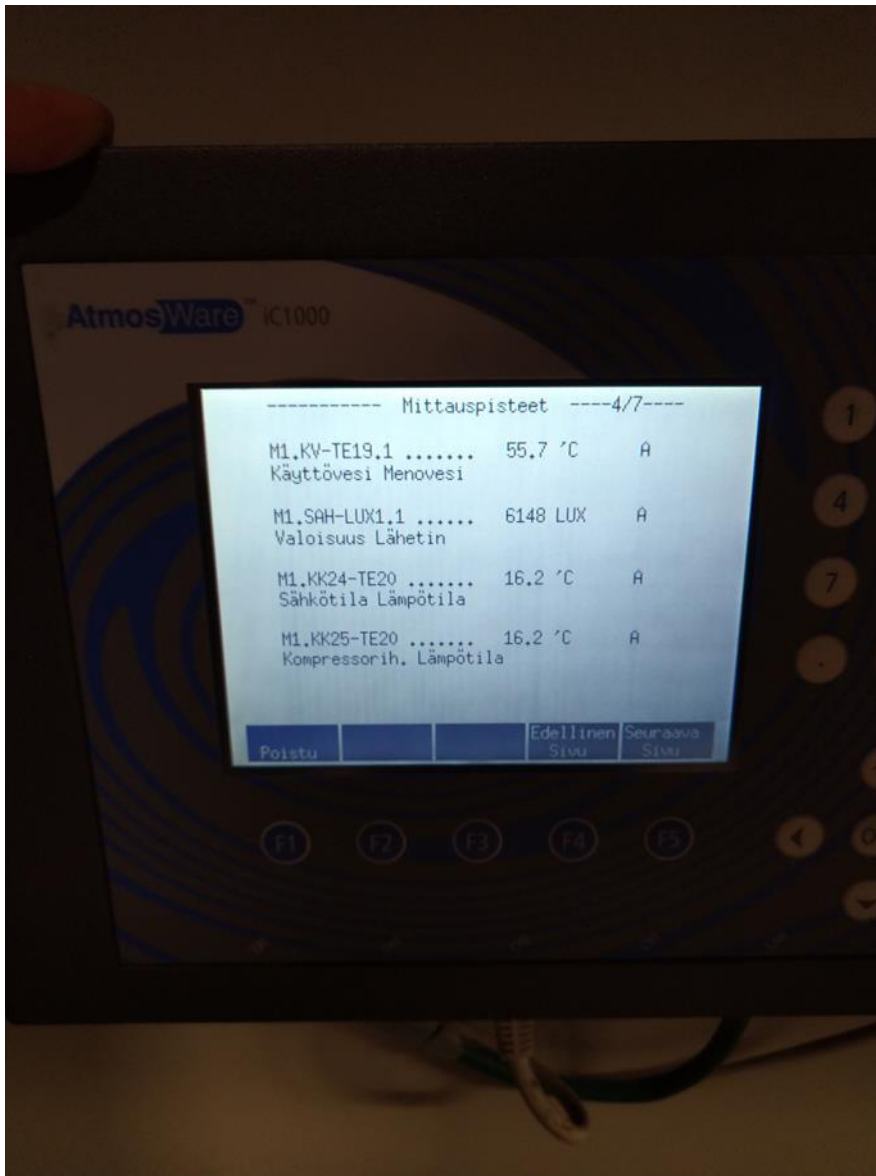 AtmosWare™ iC1000
----------- Mittauspisteet ----4/7----
M1.KV-TE19.1 ....... 55.7 ´C A
Käyttövesi Menovesi
M1.SAH-LUX1.1 ...... 6148 LUX A
Valoisuus Lähetin
M1.KK24-TE20 ....... 16.2 ´C A
Sähkötila Lämpötila
M1.KK25-TE20 ....... 16.2 ´C A
Kompressorih. Lämpötila
Poistu Edellinen Sivu Seuraava Sivu
1
4
7
.
F1 F2 F3 F4 F5